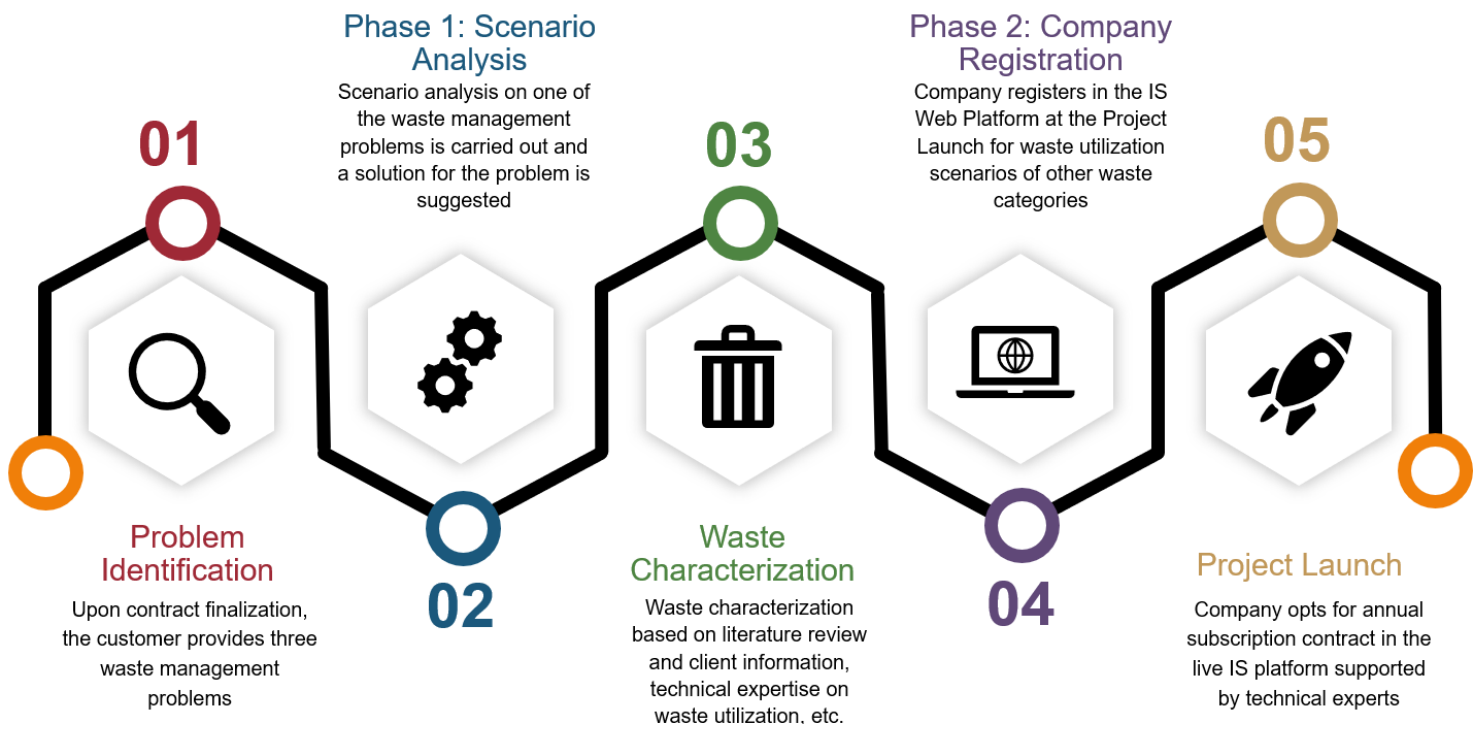 01
Problem
Identification
Upon contract finalization,
the customer provides three
waste management
problems
Phase 1: Scenario
Analysis
Scenario analysis on one of
the waste management
problems is carried out and
a solution for the problem is
suggested
02
03
Waste
Characterization
Waste characterization
based on literature review
and client information,
technical expertise on
waste utilization, etc.
Phase 2: Company
Registration
Company registers in the IS
Web Platform at the Project
Launch for waste utilization
scenarios of other waste
categories
04
05
Project Launch
Company opts for annual
subscription contract in the
live IS platform supported
by technical experts